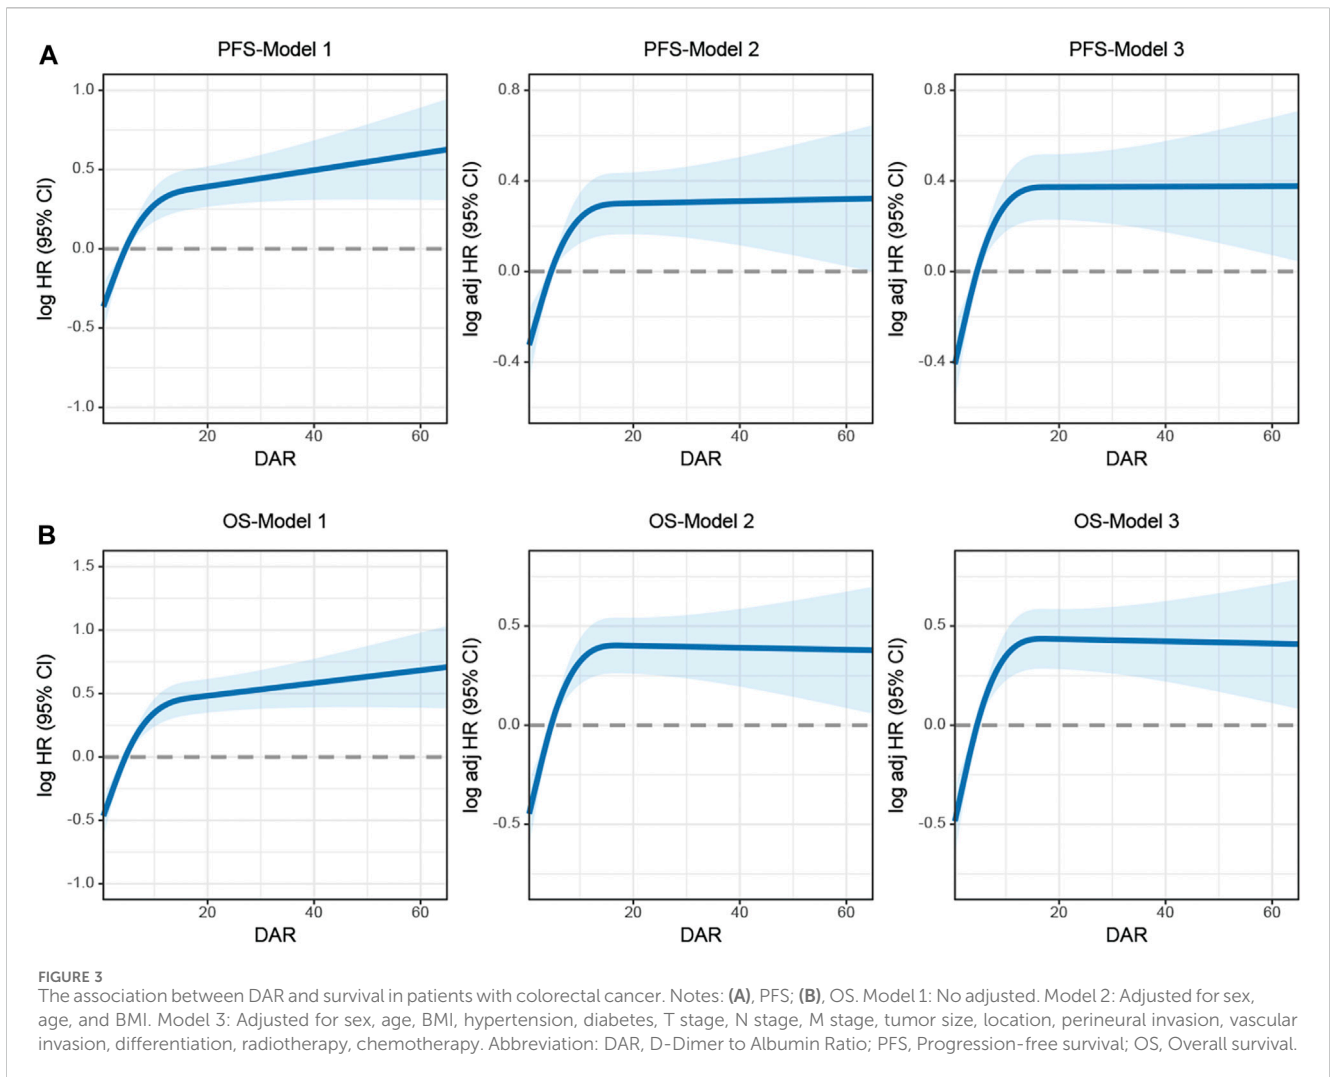 A
PFS-Model 1
PFS-Model 2
PFS-Model 3
log HR (95% CI)
1.0
0.5
0.0
-0.5
-1.0
20
40
60
DAR
log adj HR (95% CI)
0.8
0.4
0.0
-0.4
20
40
60
DAR
log adj HR (95% CI)
0.8
0.4
0.0
-0.4
20
40
60
DAR
B
OS-Model 1
OS-Model 2
OS-Model 3
log HR (95% CI)
1.5
1.0
0.5
0.0
-0.5
-1.0
20
40
60
DAR
log adj HR (95% CI)
0.5
0.0
-0.5
20
40
60
DAR
log adj HR (95% CI)
0.5
0.0
-0.5
20
40
60
DAR
FIGURE 3
The association between DAR and survival in patients with colorectal cancer. Notes: (A), PFS; (B), OS. Model 1: No adjusted. Model 2: Adjusted for sex,
age, and BMI. Model 3: Adjusted for sex, age, BMI, hypertension, diabetes, T stage, N stage, M stage, tumor size, location, perineural invasion, vascular
invasion, differentiation, radiotherapy, chemotherapy. Abbreviation: DAR, D-Dimer to Albumin Ratio; PFS, Progression-free survival; OS, Overall survival.